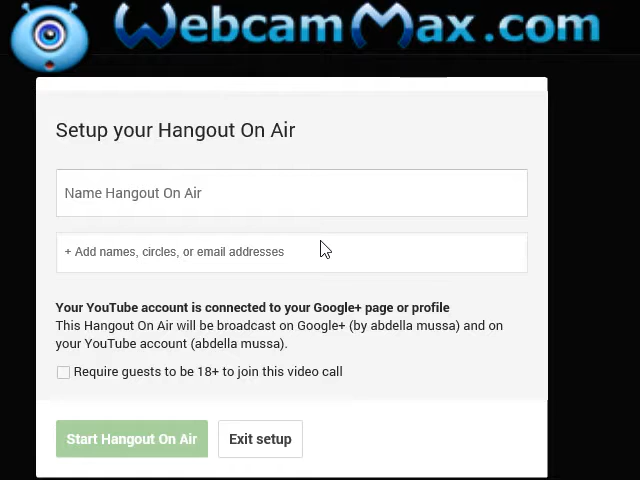 WebcamMax.com
Setup your Hangout On Air
Name Hangout On Air
+ Add names, circles, or email addresses
Your YouTube account is connected to your Google+ page or profile
This Hangout On Air will be broadcast on Google+ (by abdella mussa) and on
your YouTube account (abdella mussa).
Require guests to be 18+ to join this video call
Start Hangout On Air
Exit setup